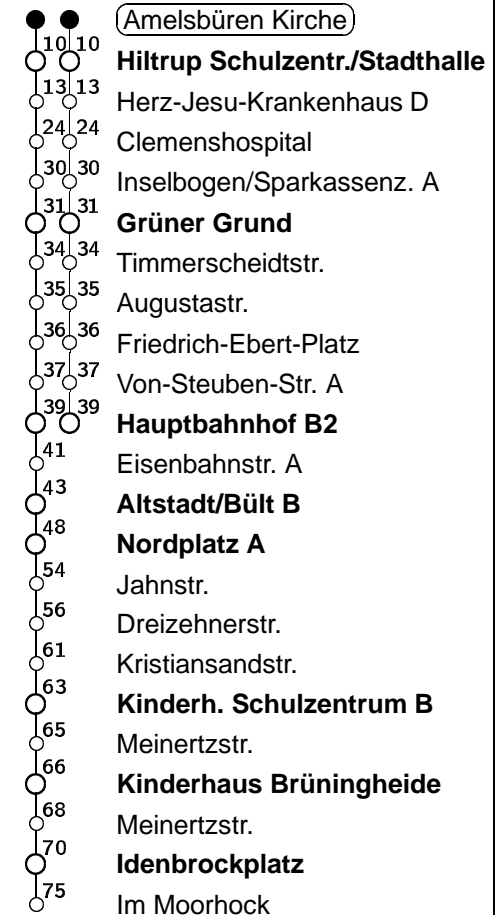 Amelsbüren Kirche
10 10 Hiltrup Schulzentr./Stadthalle
13 13 Herz-Jesu-Krankenhaus D
24 24 Clemenshospital
30 30 Inselbogen/Sparkassenz. A
31 31 Grüner Grund
34 34 Timmerscheidtstr.
35 35 Augustastr.
36 36 Friedrich-Ebert-Platz
37 37 Von-Steuben-Str. A
39 39 Hauptbahnhof B2
41 Eisenbahnstr. A
43 Altstadt/Bült B
48 Nordplatz A
54 Jahnstr.
56 Dreizehnerstr.
61 Kristiansandstr.
63 Kinderh. Schulzentrum B
65 Meinertzstr.
66 Kinderhaus Brüningheide
68 Meinertzstr.
70 Idenbrockplatz
75 Im Moorhock